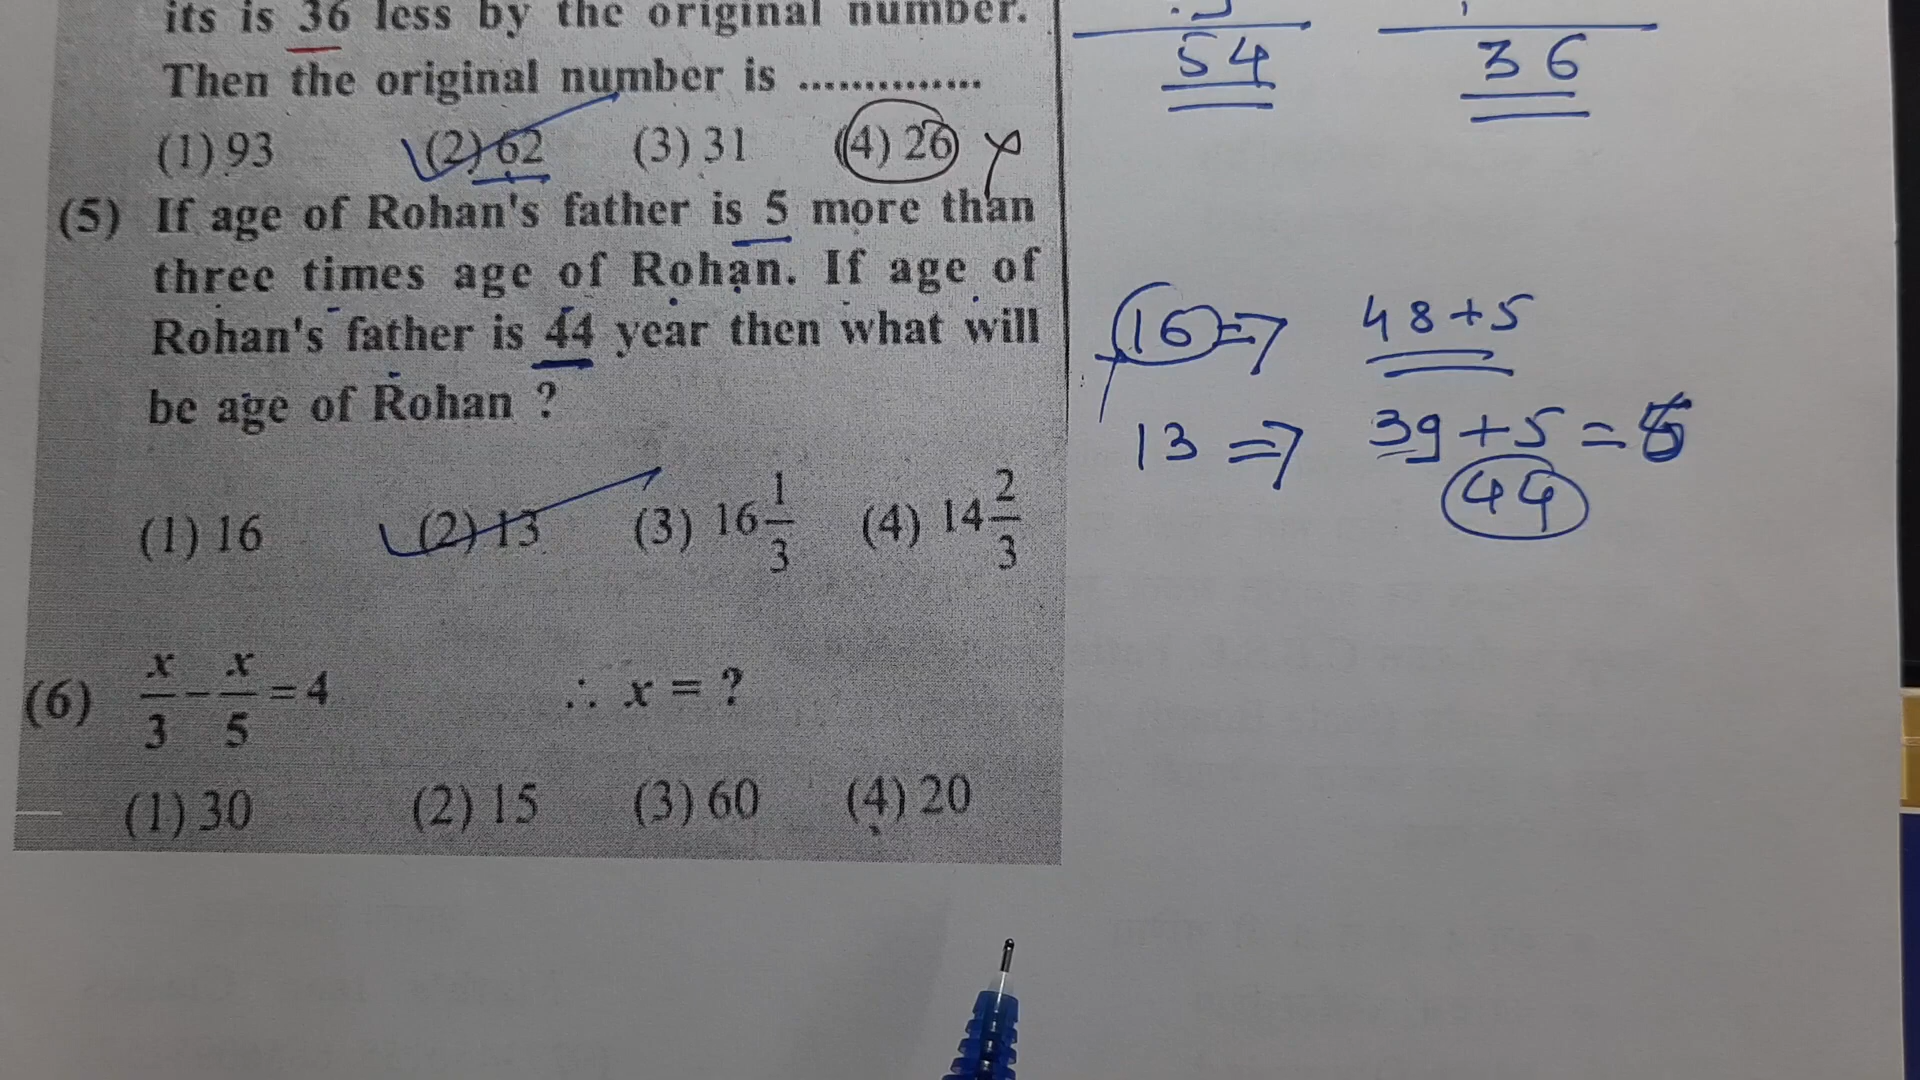 its is 36 less by the original number.
Then the original number is ..............
(1) 93 (2) 62 (3) 31 (4) 26
(5) If age of Rohan's father is 5 more than
three times age of Rohan. If age of
Rohan's father is 44 year then what will
be age of Rohan ?
(1) 16 (2) 13 (3) 16 1/3 (4) 14 2/3
(6) x/3 - x/5 = 4 ∴ x = ?
(1) 30 (2) 15 (3) 60 (4) 20
54 36
16 ⇒ 48+5
13 ⇒ 39+5 =
44